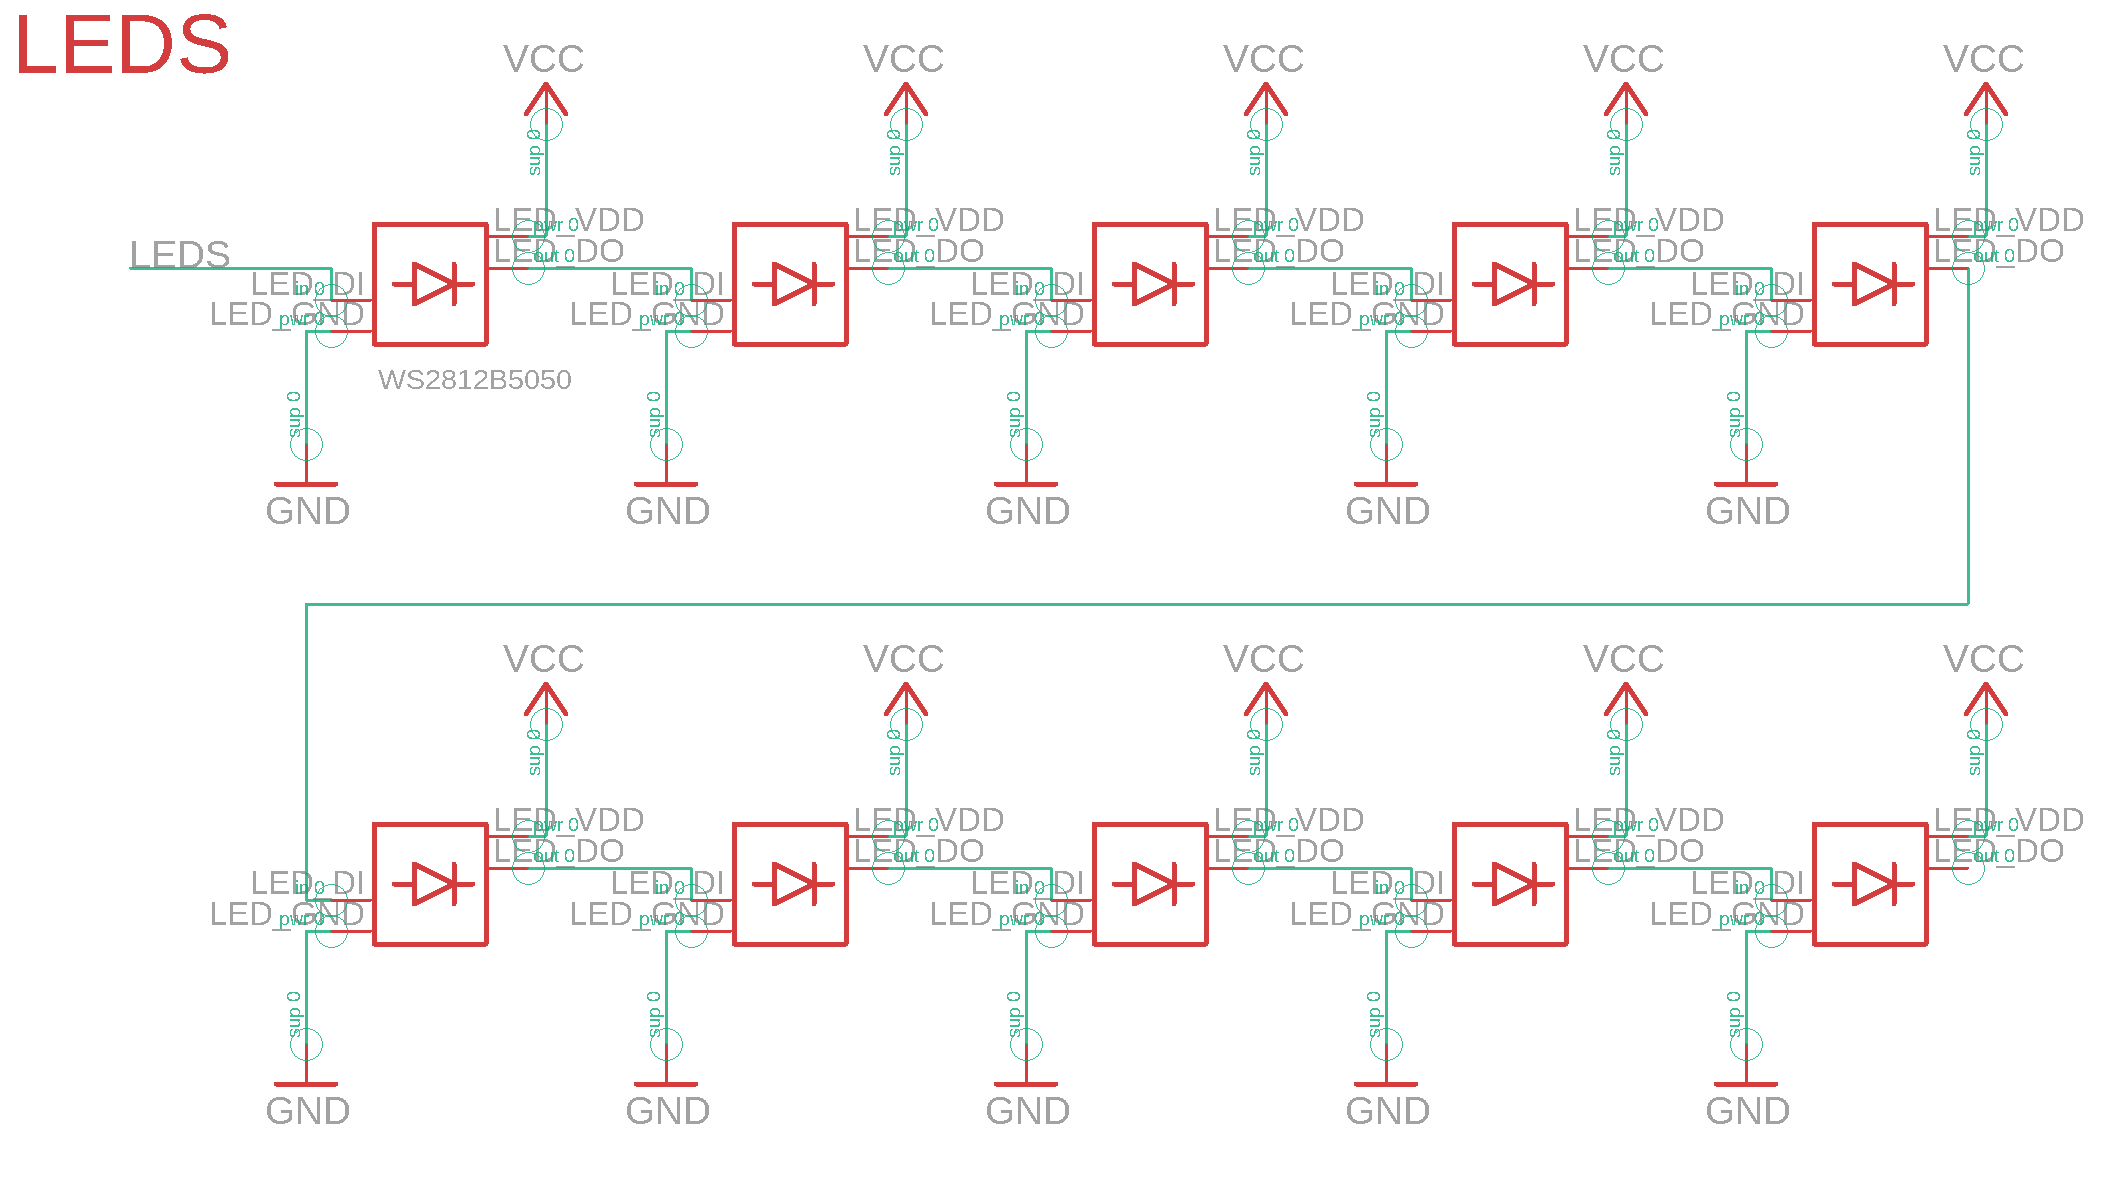 LEDS
VCC VCC VCC VCC VCC
sup 0 sup 0 sup 0 sup 0 sup 0
LED_VDD LED_VDD LED_VDD LED_VDD LED_VDD
pwr 0 pwr 0 pwr 0 pwr 0 pwr 0
LEDS LED_DO LED_DO LED_DO LED_DO LED_DO
out 0 out 0 out 0 out 0 out 0
LED_DI LED_DI LED_DI LED_DI LED_DI
in 0 in 0 in 0 in 0 in 0
LED_GND LED_GND LED_GND LED_GND LED_GND
pwr 0 pwr 0 pwr 0 pwr 0 pwr 0
WS2812B5050
sup 0 sup 0 sup 0 sup 0 sup 0
GND GND GND GND GND
VCC VCC VCC VCC VCC
sup 0 sup 0 sup 0 sup 0 sup 0
LED_VDD LED_VDD LED_VDD LED_VDD LED_VDD
pwr 0 pwr 0 pwr 0 pwr 0 pwr 0
LED_DO LED_DO LED_DO LED_DO LED_DO
out 0 out 0 out 0 out 0 out 0
LED_DI LED_DI LED_DI LED_DI LED_DI
in 0 in 0 in 0 in 0 in 0
LED_GND LED_GND LED_GND LED_GND LED_GND
pwr 0 pwr 0 pwr 0 pwr 0 pwr 0
sup 0 sup 0 sup 0 sup 0 sup 0
GND GND GND GND GND